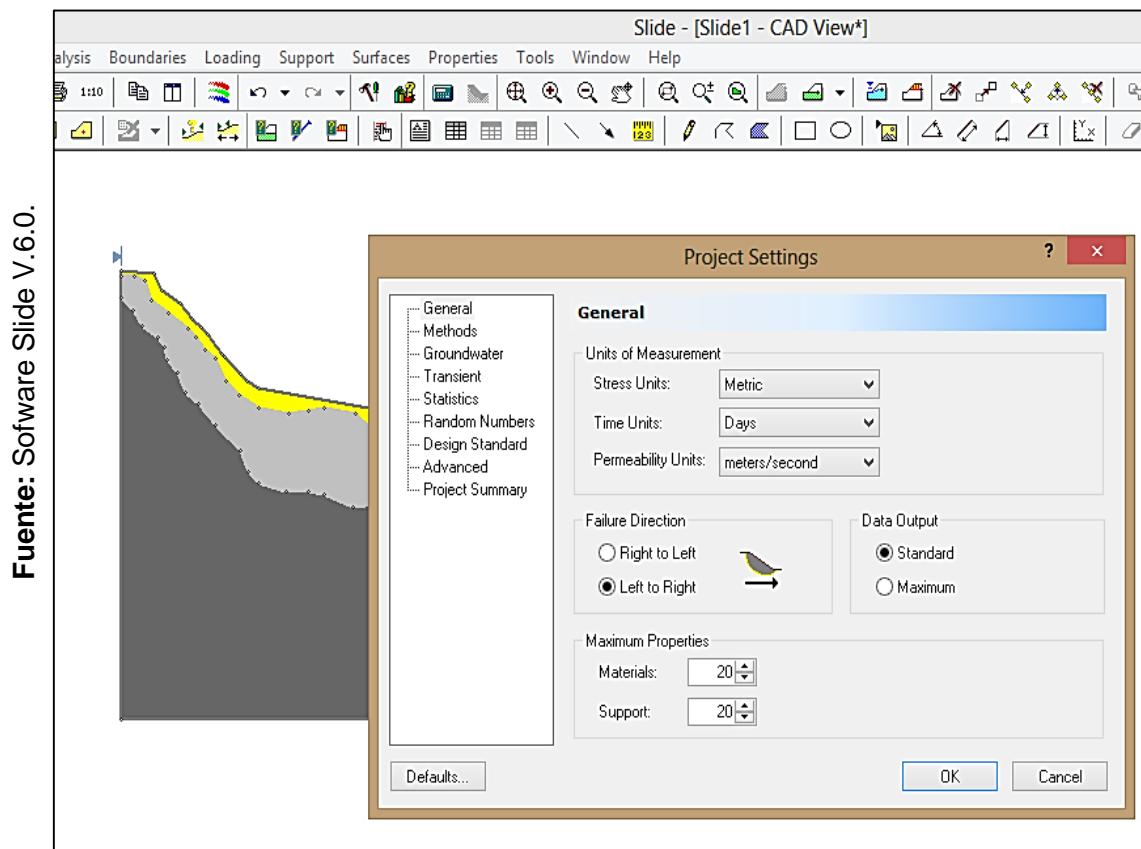 Slide - [Slide1 - CAD View*]
alysis Boundaries Loading Support Surfaces Properties Tools Window Help
1:10
123
Fuente: Sofware Slide V.6.0.
Project Settings
General
Methods
Groundwater
Transient
Statistics
Random Numbers
Design Standard
Advanced
Project Summary
General
Units of Measurement
Stress Units: Metric
Time Units: Days
Permeability Units: meters/second
Failure Direction
Right to Left
Left to Right
Data Output
Standard
Maximum
Maximum Properties
Materials: 20
Support: 20
Defaults...
OK
Cancel